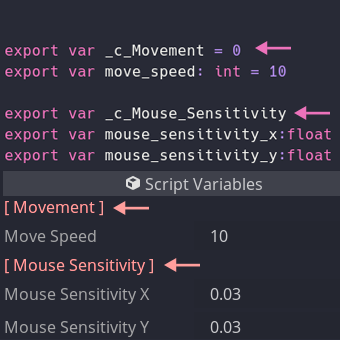 export var _c_Movement = 0
export var move_speed: int = 10
export var _c_Mouse_Sensitivity
export var mouse_sensitivity_x:float
export var mouse_sensitivity_y:float
Script Variables
[ Movement ]
Move Speed 10
[ Mouse Sensitivity ]
Mouse Sensitivity X 0.03
Mouse Sensitivity Y 0.03